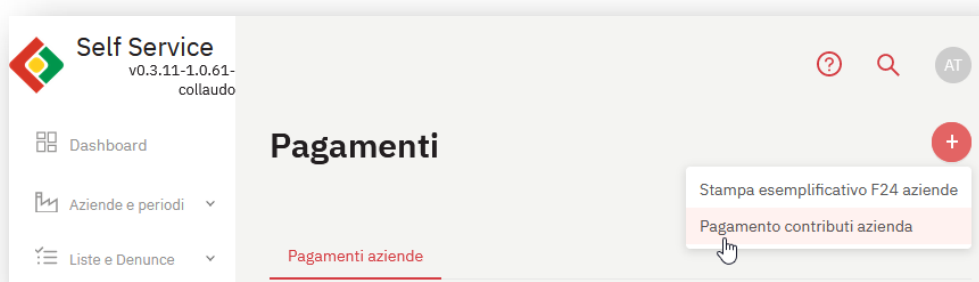 Self Service
v0.3.11-1.0.61-
collaudo
?
AT
Dashboard
Pagamenti
+
Aziende e periodi
Stampa esemplificativo F24 aziende
Pagamento contributi azienda
Liste e Denunce
Pagamenti aziende